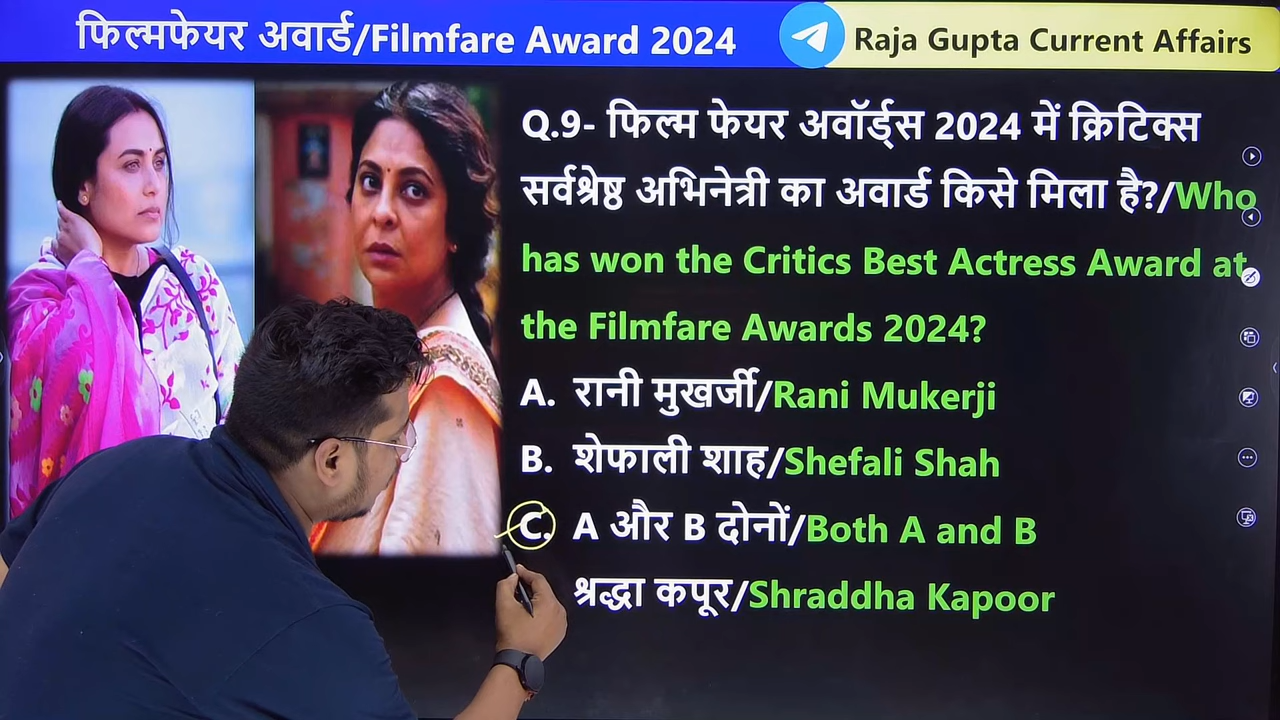 फिल्मफेयर अवार्ड/Filmfare Award 2024
Raja Gupta Current Affairs
Q.9- फिल्म फेयर अवॉर्ड्स 2024 में क्रिटिक्स
सर्वश्रेष्ठ अभिनेत्री का अवार्ड किसे मिला है?/Who
has won the Critics Best Actress Award at
the Filmfare Awards 2024?
A. रानी मुखर्जी/Rani Mukerji
B. शेफाली शाह/Shefali Shah
C. A और B दोनों/Both A and B
श्रद्धा कपूर/Shraddha Kapoor